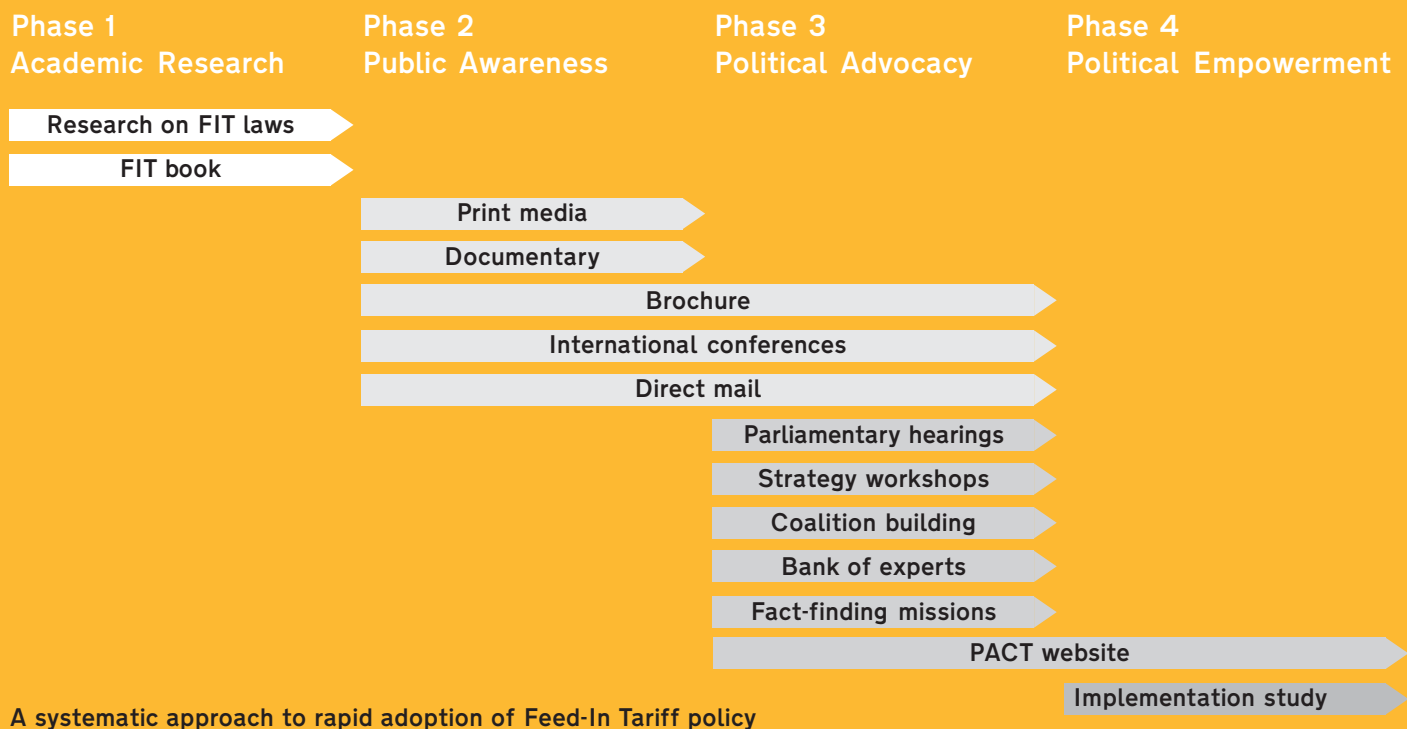 Phase 1
Academic Research
Phase 2
Public Awareness
Phase 3
Political Advocacy
Phase 4
Political Empowerment
Research on FIT laws
FIT book
Print media
Documentary
Brochure
International conferences
Direct mail
Parliamentary hearings
Strategy workshops
Coalition building
Bank of experts
Fact-finding missions
PACT website
Implementation study
A systematic approach to rapid adoption of Feed-In Tariff policy